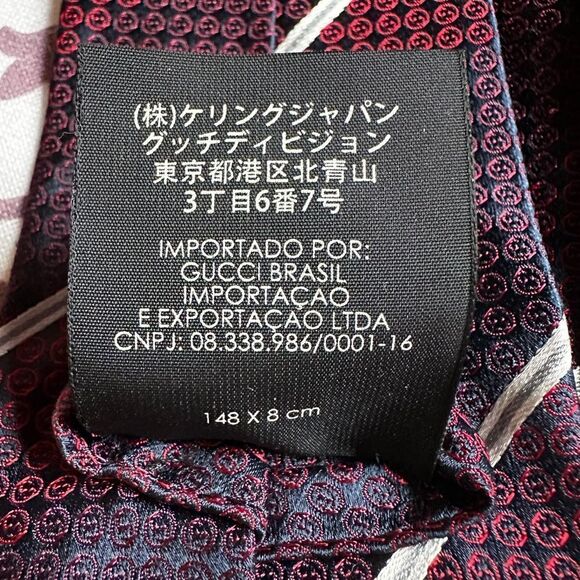 (株)ケリングジャパン
グッチディビジョン
東京都港区北青山
3丁目6番7号
IMPORTADO POR:
GUCCI BRASIL
IMPORTAÇAO
E EXPORTAÇAO LTDA
CNPJ: 08.338.986/0001-16
148 X 8 cm